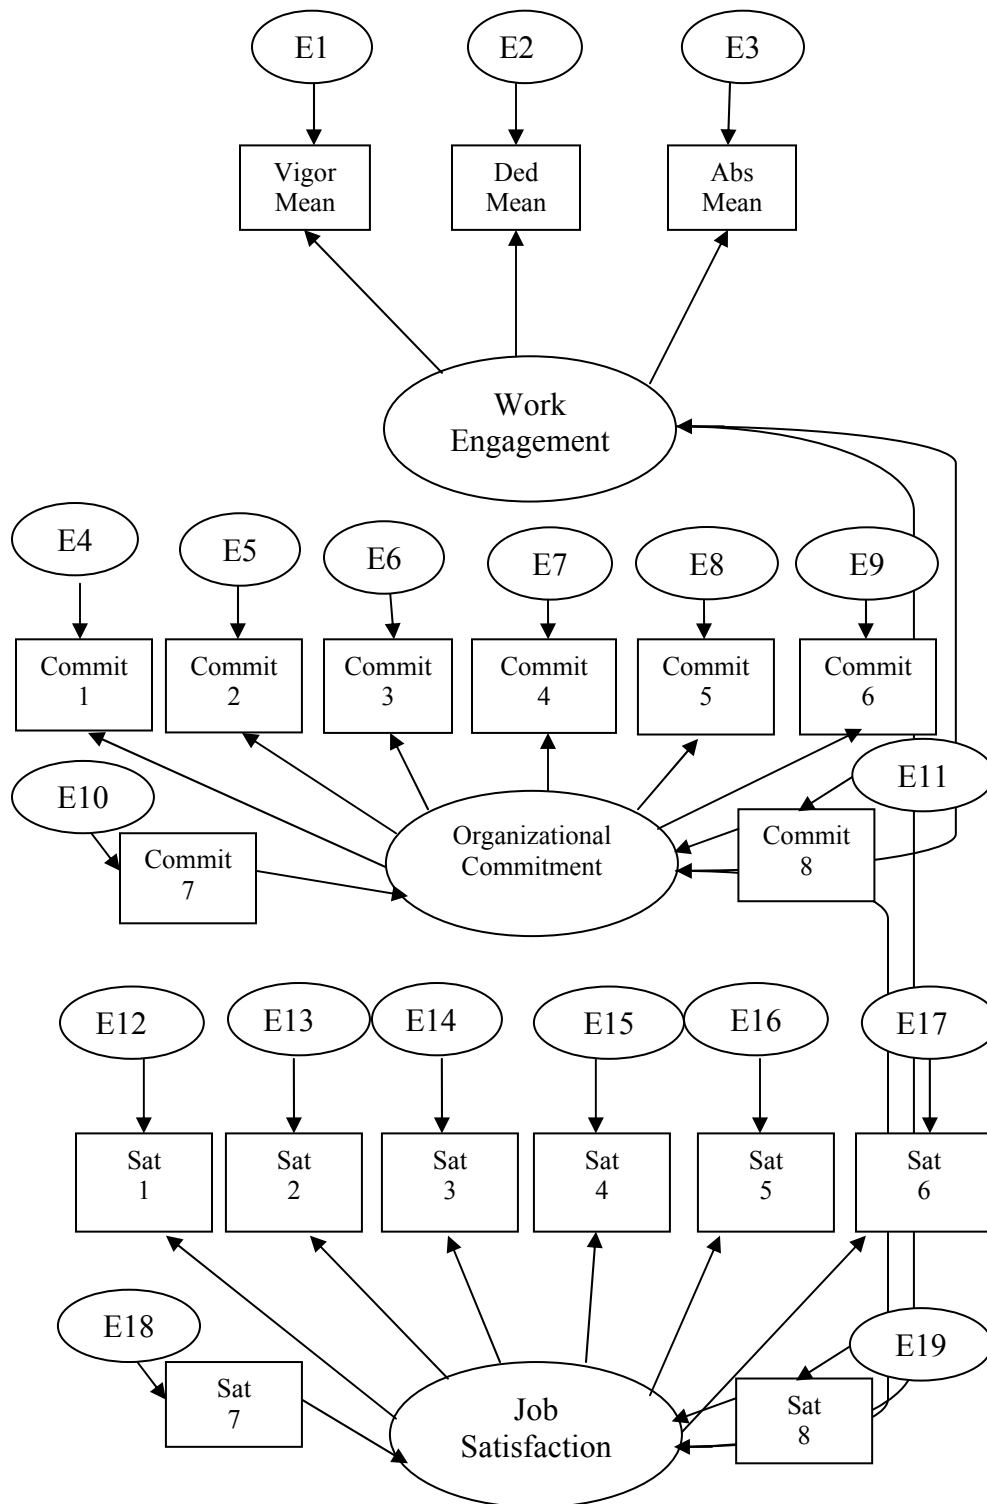 E1
E2
E3
Vigor
Mean
Ded
Mean
Abs
Mean
Work
Engagement
E4
E5
E6
E7
E8
E9
Commit
1
Commit
2
Commit
3
Commit
4
Commit
5
Commit
6
E10
E11
Commit
7
Organizational
Commitment
Commit
8
E12
E13
E14
E15
E16
E17
Sat
1
Sat
2
Sat
3
Sat
4
Sat
5
Sat
6
E18
E19
Sat
7
Job
Satisfaction
Sat
8